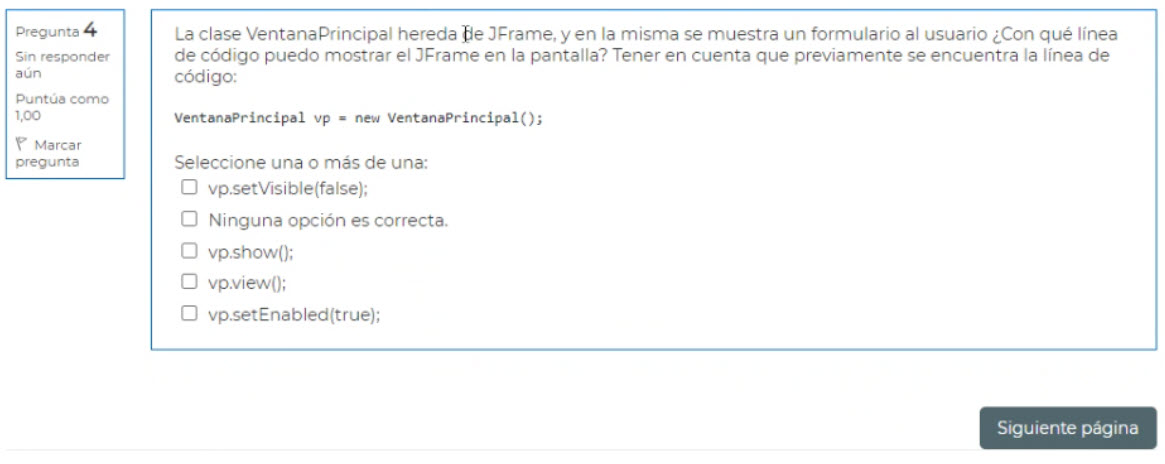 Pregunta 4
Sin responder
aún
Puntúa como
1,00
Marcar
pregunta
La clase VentanaPrincipal hereda de JFrame, y en la misma se muestra un formulario al usuario ¿Con qué línea
de código puedo mostrar el JFrame en la pantalla? Tener en cuenta que previamente se encuentra la línea de
código:
VentanaPrincipal vp = new VentanaPrincipal();
Seleccione una o más de una:
vp.setVisible(false);
Ninguna opción es correcta.
vp.show();
vp.view();
vp.setEnabled(true);
Siguiente página